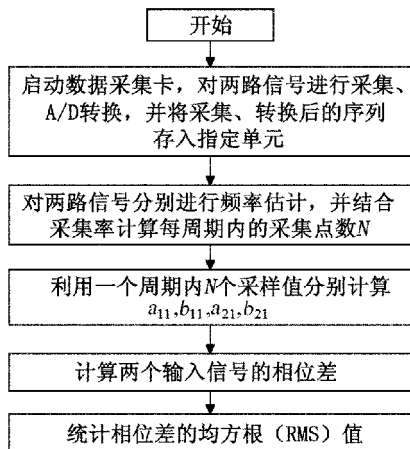 开始
启动数据采集卡，对两路信号进行采集、
A/D转换，并将采集、转换后的序列
存入指定单元
对两路信号分别进行频率估计，并结合
采集率计算每周期内的采集点数N
利用一个周期内N个采样值分别计算
a₁₁,b₁₁,a₂₁,b₂₁
计算两个输入信号的相位差
统计相位差的均方根（RMS）值